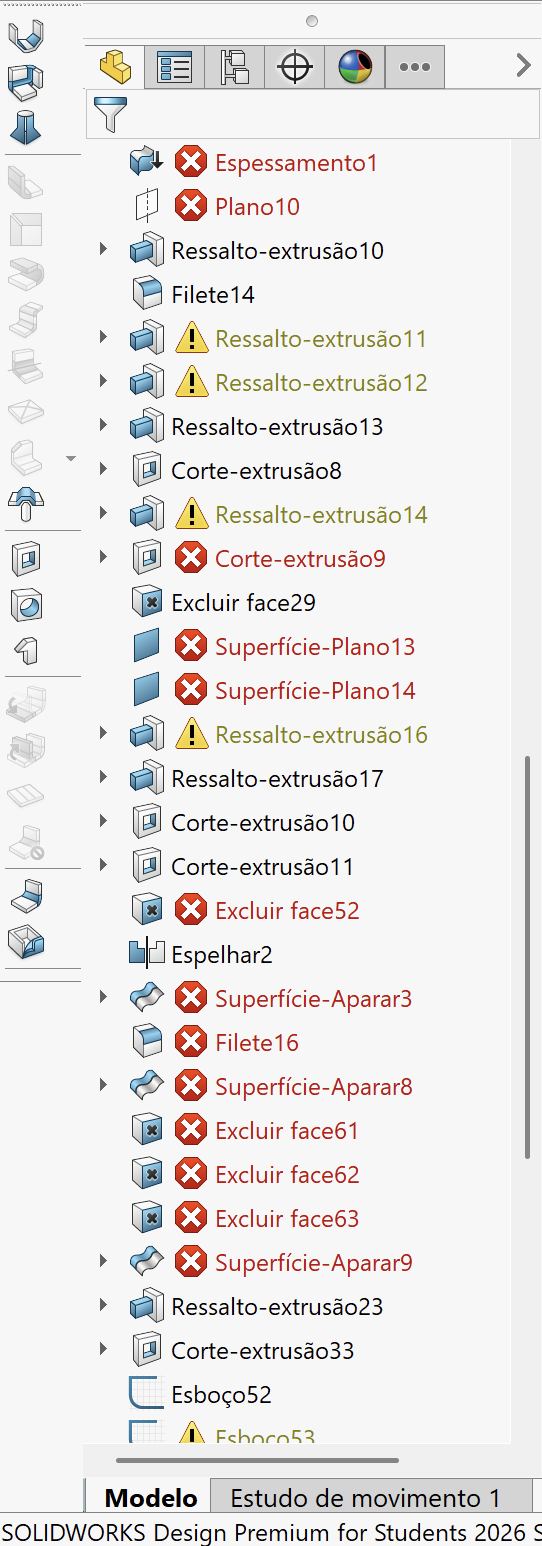 Espessamento1
Plano10
Ressalto-extrusão10
Filete14
Ressalto-extrusão11
Ressalto-extrusão12
Ressalto-extrusão13
Corte-extrusão8
Ressalto-extrusão14
Corte-extrusão9
Excluir face29
Superfície-Plano13
Superfície-Plano14
Ressalto-extrusão16
Ressalto-extrusão17
Corte-extrusão10
Corte-extrusão11
Excluir face52
Espelhar2
Superfície-Aparar3
Filete16
Superfície-Aparar8
Excluir face61
Excluir face62
Excluir face63
Superfície-Aparar9
Ressalto-extrusão23
Corte-extrusão33
Esboço52
Esboço53
Modelo Estudo de movimento 1
SOLIDWORKS Design Premium for Students 2026 S